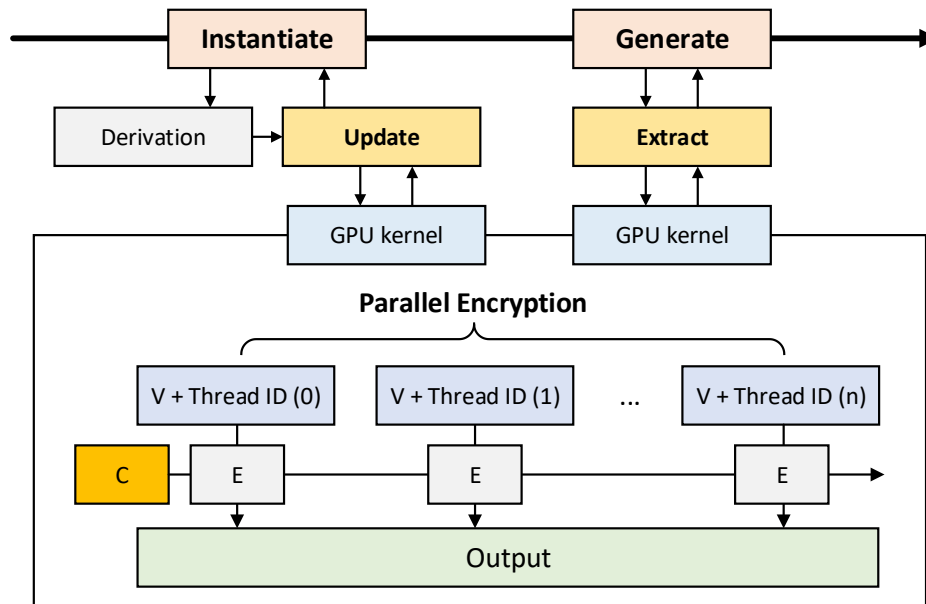 Instantiate
Generate
Derivation
Update
Extract
GPU kernel
GPU kernel
Parallel Encryption
V + Thread ID (0)
V + Thread ID (1)
...
V + Thread ID (n)
C
E
E
E
Output